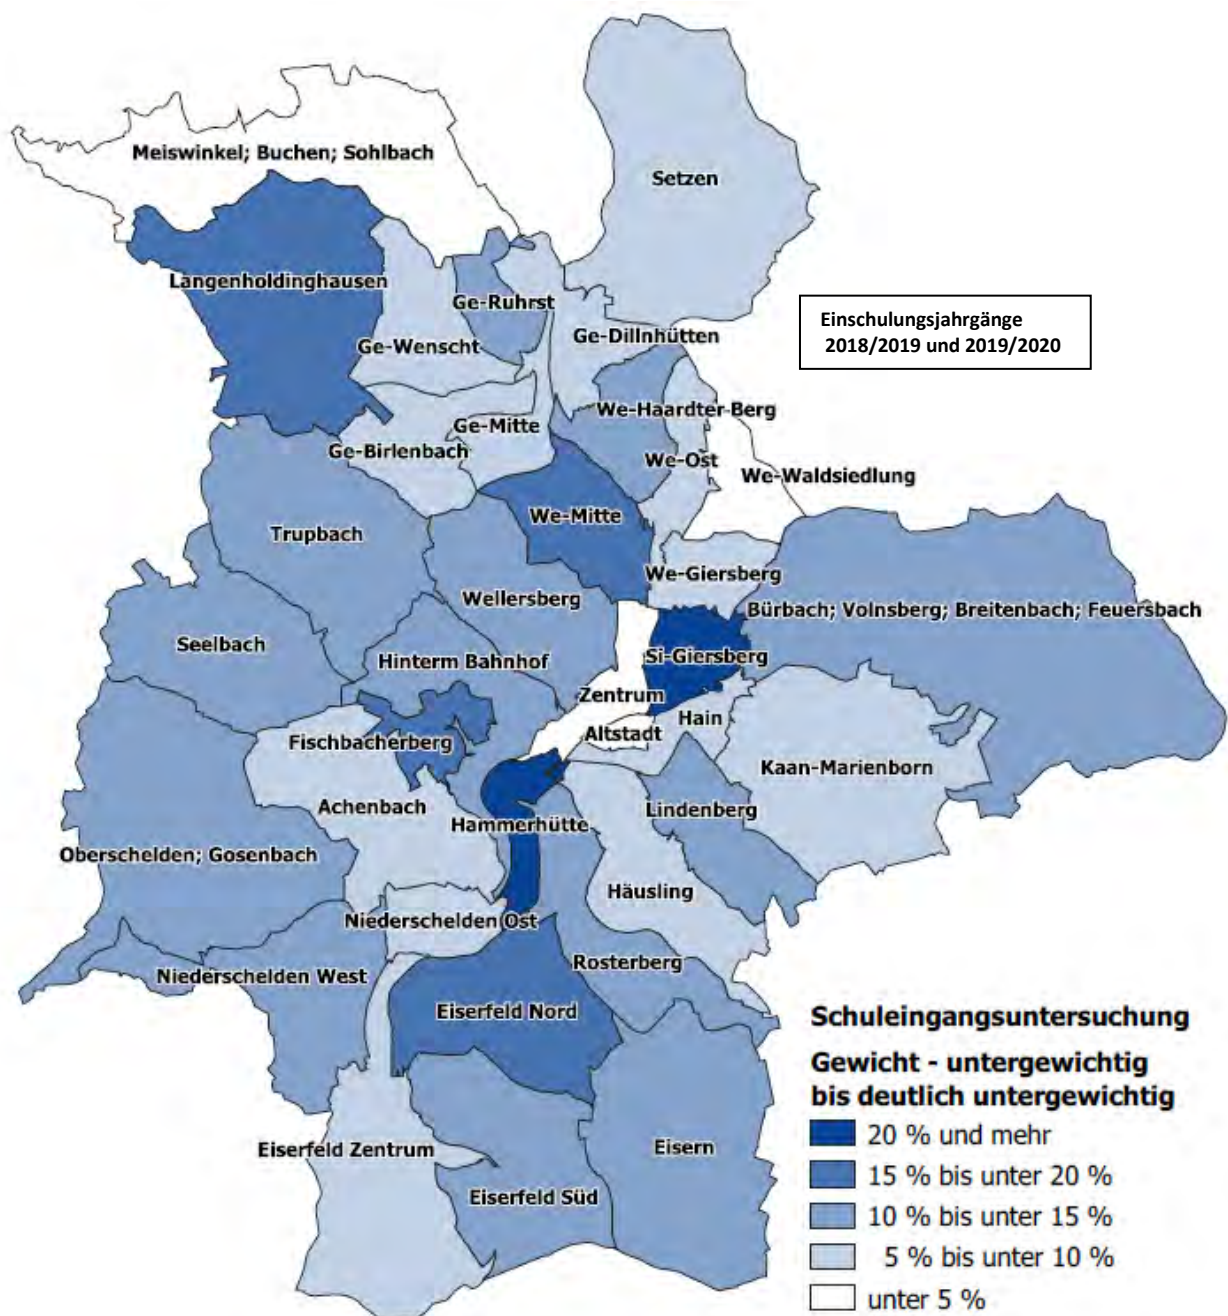 Meiswinkel; Buchen; Sohlbach
Setzen
Langenholdinghausen
Ge-Ruhrst
Einschulungsjahrgänge
2018/2019 und 2019/2020
Ge-Dillnhütten
Ge-Wenscht
We-Haardter Berg
Ge-Mitte
Ge-Birlenbach
We-Ost
We-Waldsiedlung
We-Mitte
Trupbach
We-Giersberg
Wellersberg
Bürbach; Volnsberg; Breitenbach; Feuersbach
Seelbach
Hinterm Bahnhof
Si-Giersberg
Zentrum
Hain
Altstadt
Fischbacherberg
Kaan-Marienborn
Achenbach
Lindenberg
Hammerhütte
Oberschelden; Gosenbach
Häusling
Niederschelden Ost
Rosterberg
Niederschelden West
Eiserfeld Nord
Schuleingangsuntersuchung
Gewicht - untergewichtig
bis deutlich untergewichtig
20 % und mehr
Eiserfeld Zentrum
Eisern
15 % bis unter 20 %
Eiserfeld Süd
10 % bis unter 15 %
5 % bis unter 10 %
unter 5 %